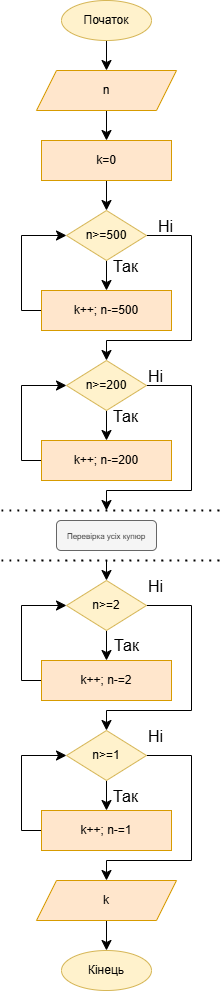 Початок
n
k=0
n>=500
Ні
Так
k++; n-=500
n>=200
Ні
Так
k++; n-=200
Перевірка усіх купюр
Ні
n>=2
Так
k++; n-=2
Ні
n>=1
Так
k++; n-=1
k
Кінець